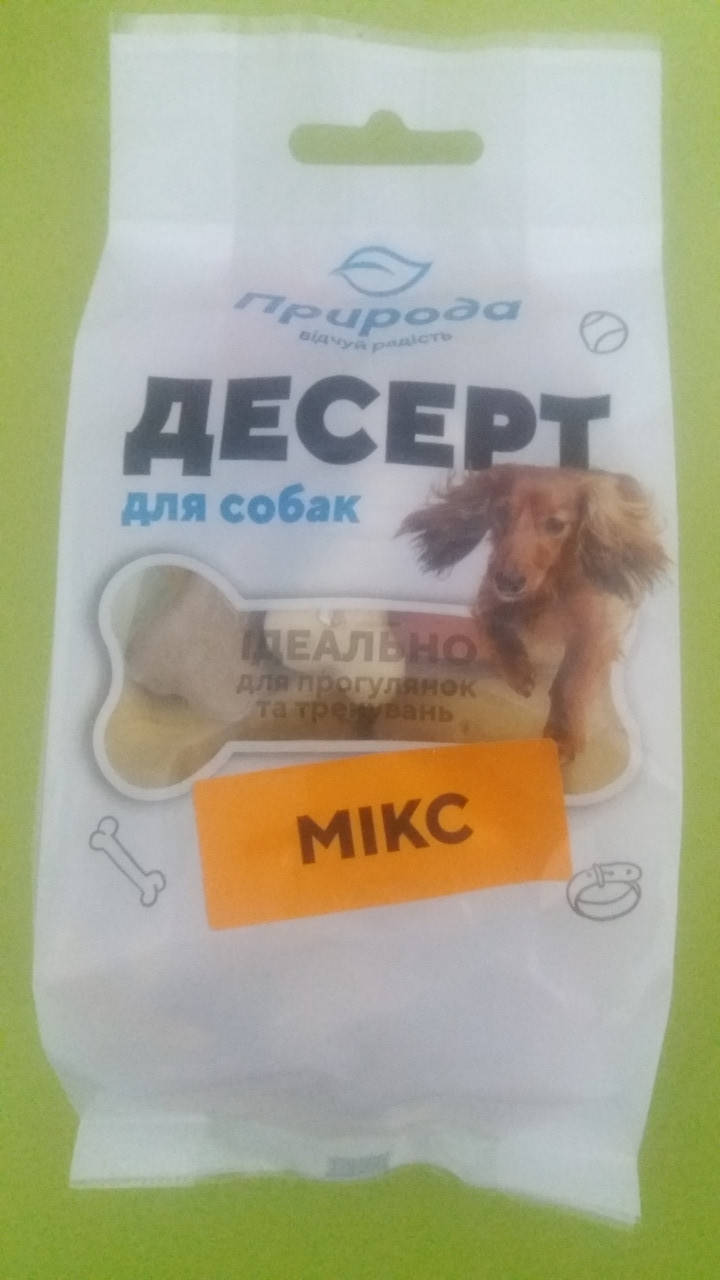 Природа
відчуй радість
ДЕСЕРТ
для собак
ІДЕАЛЬНО
для прогулянок
та тренувань
МІКС